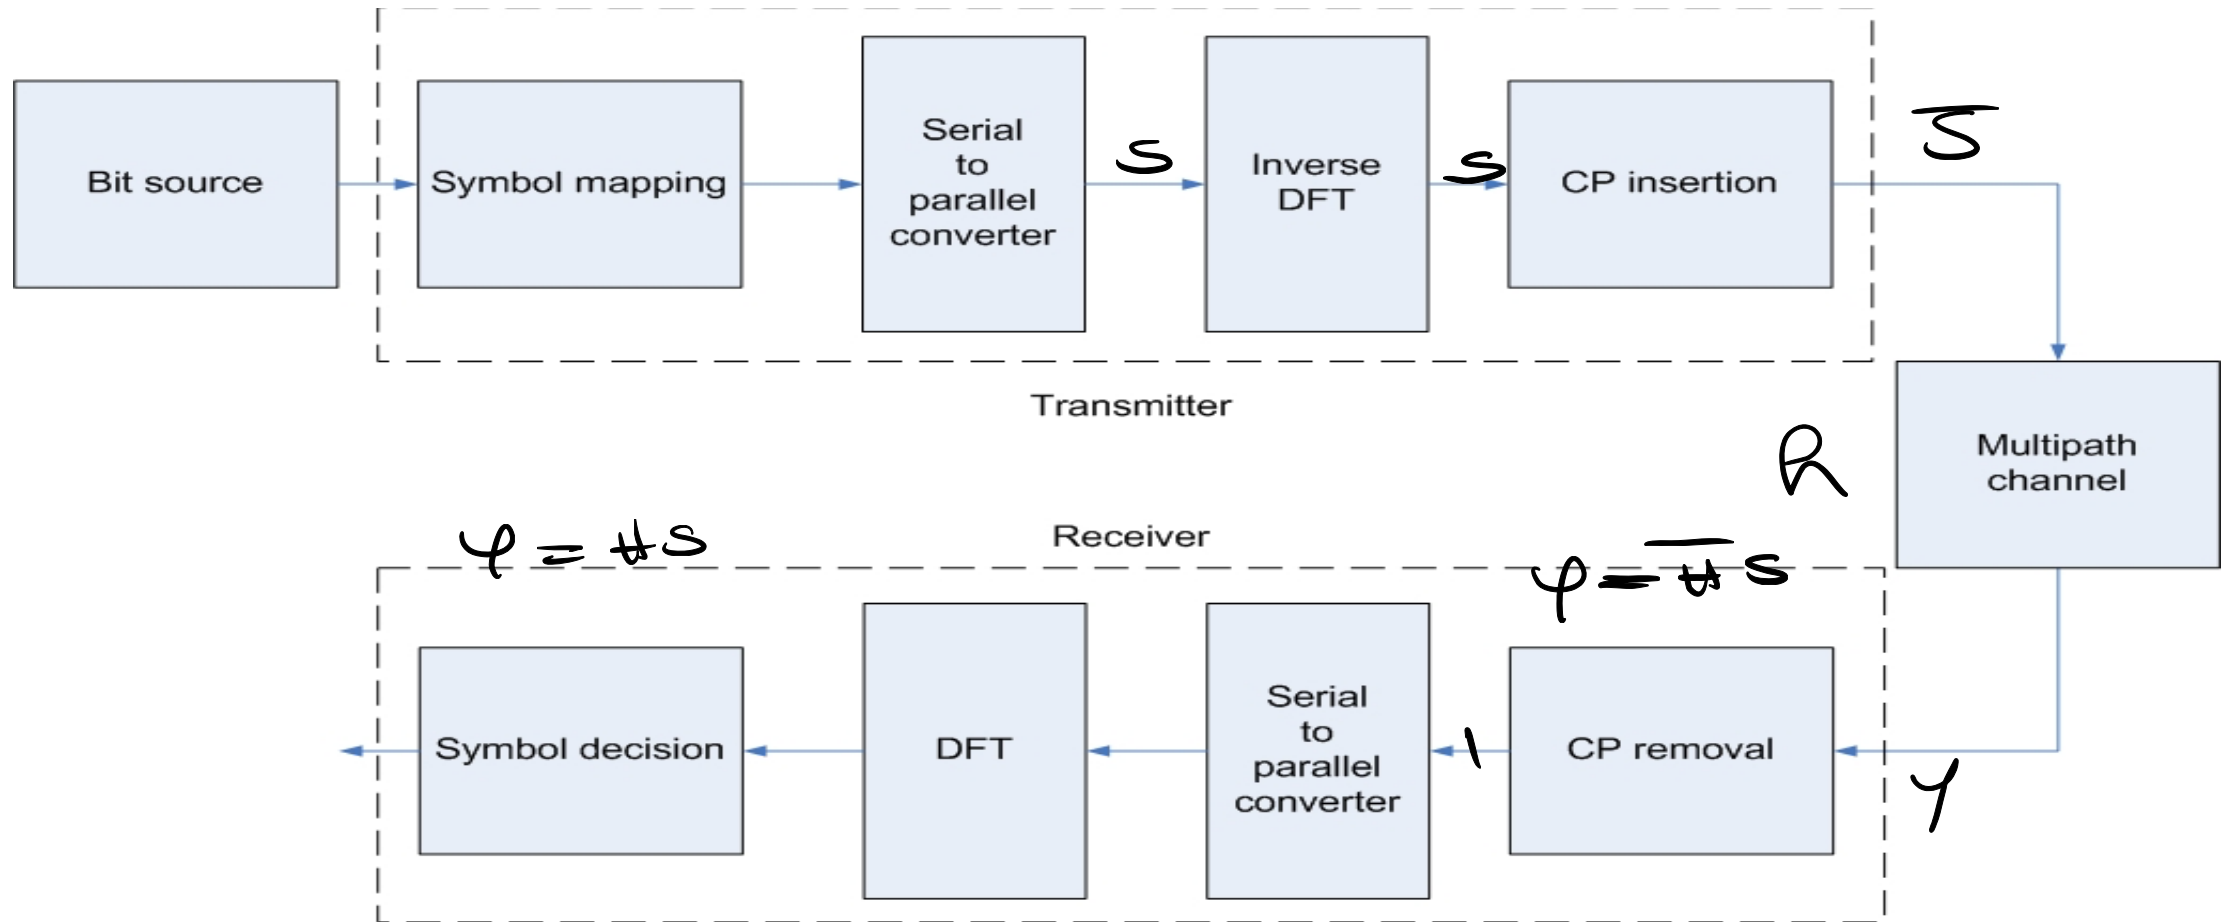 Bit source
Symbol mapping
Serial
to
parallel
converter
S
Inverse
DFT
s
CP insertion
S
Transmitter
Multipath
channel
Receiver
Symbol decision
DFT
Serial
to
parallel
converter
CP removal
y